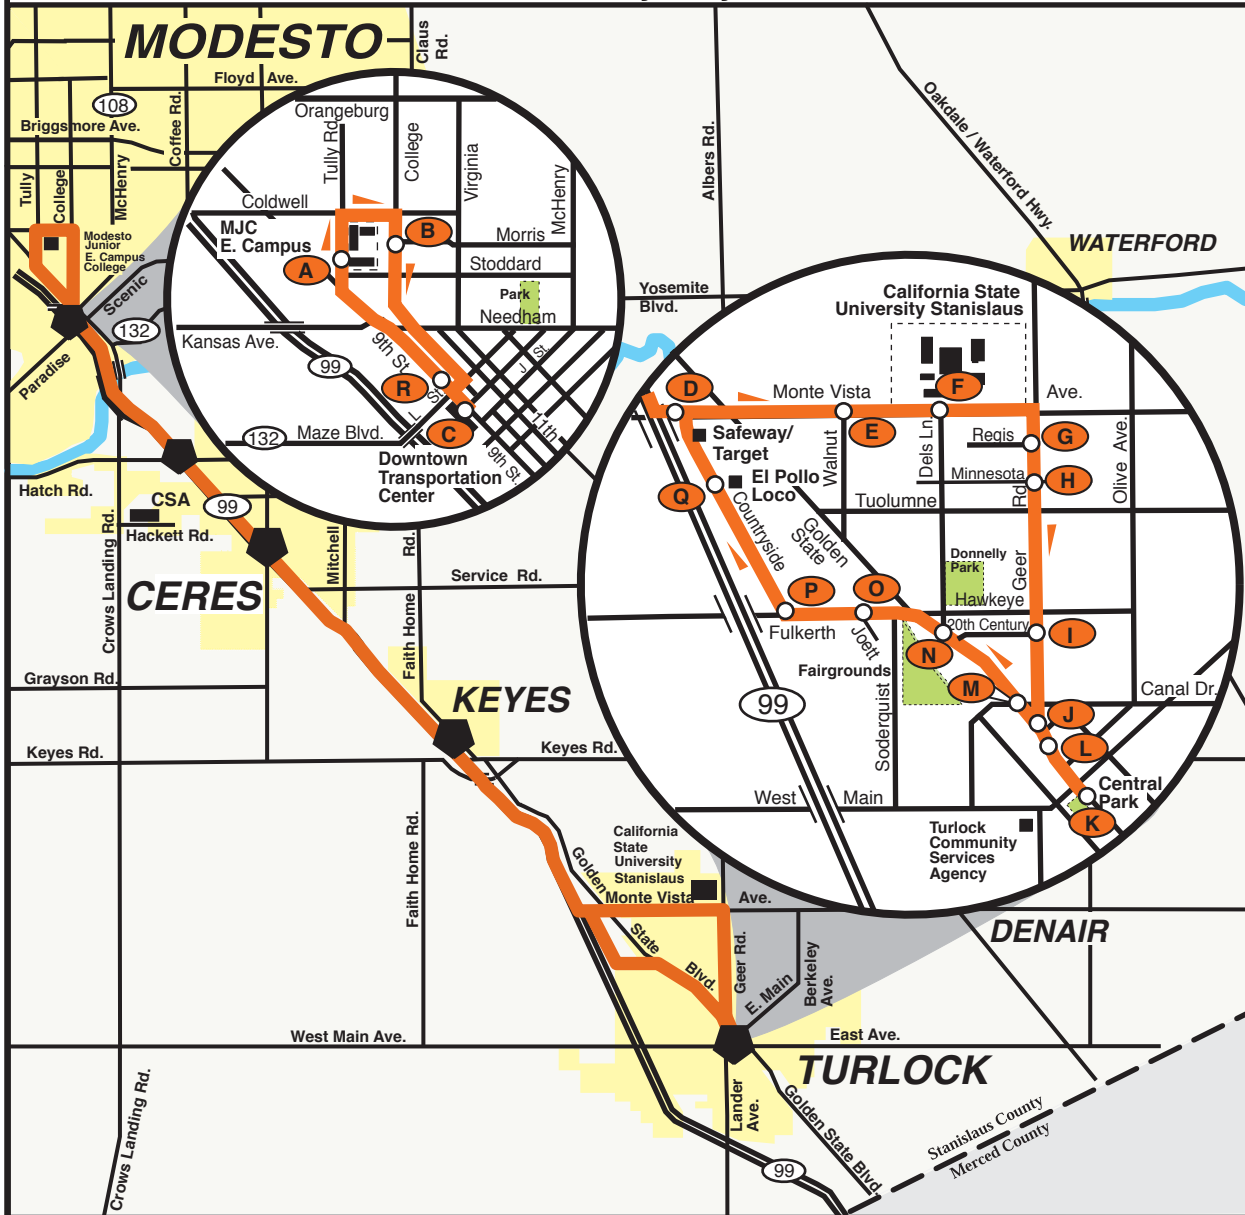 MODESTO
Claus
Rd.
Floyd Ave.
108
Briggsmore Ave.
Coffee Rd.
Tully
College
McHenry
Modesto
Junior
E. Campus
College
Scenic
132
Paradise
Orangeburg
Tully Rd.
College
Virginia
McHenry
Coldwell
MJC
E. Campus
A
B
Morris
Stoddard
Park
Needham
Kansas Ave.
99
9th St.
R
L St.
J St.
C
132
Maze Blvd.
11th
9th St.
Downtown
Transportation
Center
Albers Rd.
Oakdale / Waterford Hwy.
WATERFORD
Yosemite
Blvd.
California State
University Stanislaus
D
Monte Vista
F
Ave.
Safeway/
Target
E
Walnut
Dels Ln.
Regis
G
El Pollo
Loco
Minnesota
H
Olive Ave.
Q
Tuolumne
Countryside
Golden
State
Donnelly
Park
Geer
Rd.
P
O
Hawkeye
Fulkerth
Joett
20th Century
I
N
Fairgrounds
M
Canal Dr.
Soderquist
J
L
99
West Main
Central
Park
K
Turlock
Community
Services
Agency
Hatch Rd.
CSA
99
Hackett Rd.
Crows Landing Rd.
CERES
Mitchell
Rd.
Service Rd.
Faith Home
Grayson Rd.
KEYES
Keyes Rd.
Keyes Rd.
Faith Home Rd.
California
State
University
Stanislaus
Golden
State
Blvd.
Monte Vista
Ave.
Geer Rd.
E. Main
Berkeley
Ave.
DENAIR
West Main Ave.
East Ave.
TURLOCK
Lander
Ave.
Golden State Blvd.
Crows Landing Rd.
99
Stanislaus County
Merced County